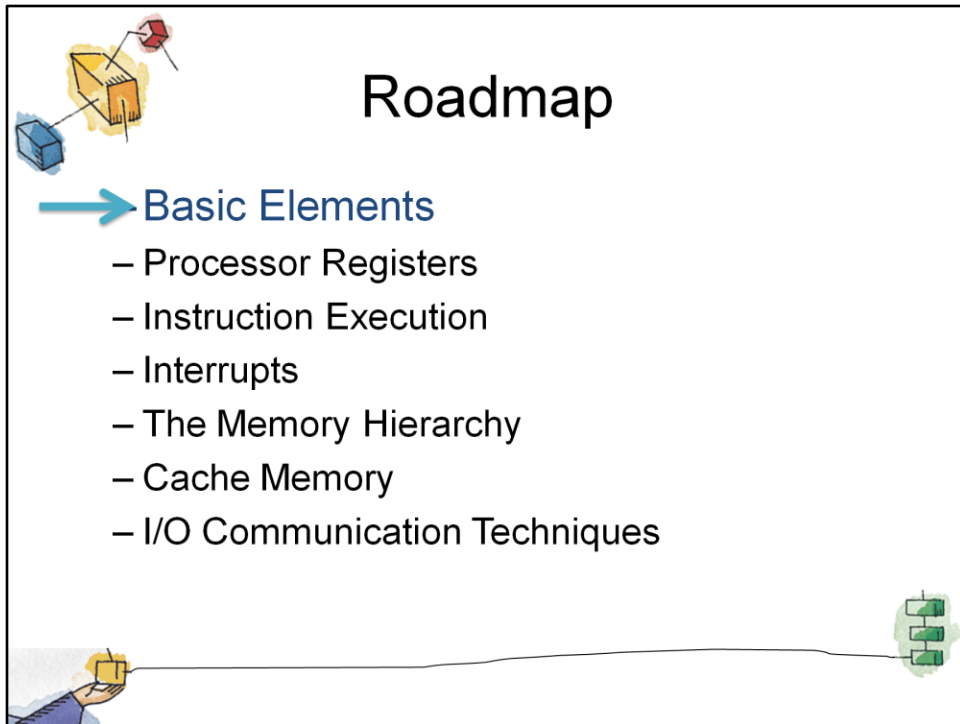 Roadmap
Basic Elements
– Processor Registers
– Instruction Execution
– Interrupts
– The Memory Hierarchy
– Cache Memory
– I/O Communication Techniques